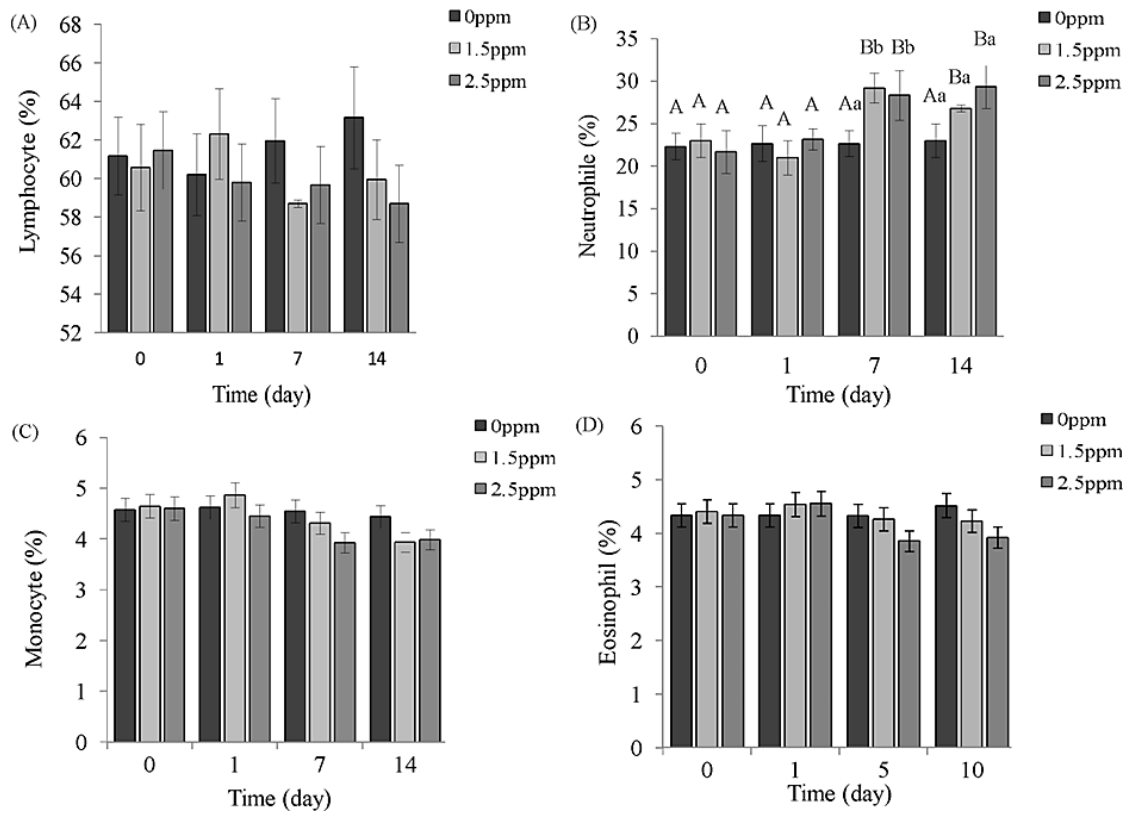 (A)
0ppm
1.5ppm
2.5ppm
Lymphocyte (%)
68
66
64
62
60
58
56
54
52
0 1 7 14
Time (day)
(B)
0ppm
1.5ppm
2.5ppm
Neutrophile (%)
35
30
25
20
15
10
5
0
A A A A A A Aa Bb Bb Aa Ba Ba
0 1 7 14
Time (day)
(C)
0ppm
1.5ppm
2.5ppm
Monocyte (%)
6
5
4
3
2
1
0
0 1 7 14
Time (day)
(D)
0ppm
1.5ppm
2.5ppm
Eosinophil (%)
6
5
4
3
2
1
0
0 1 5 10
Time (day)